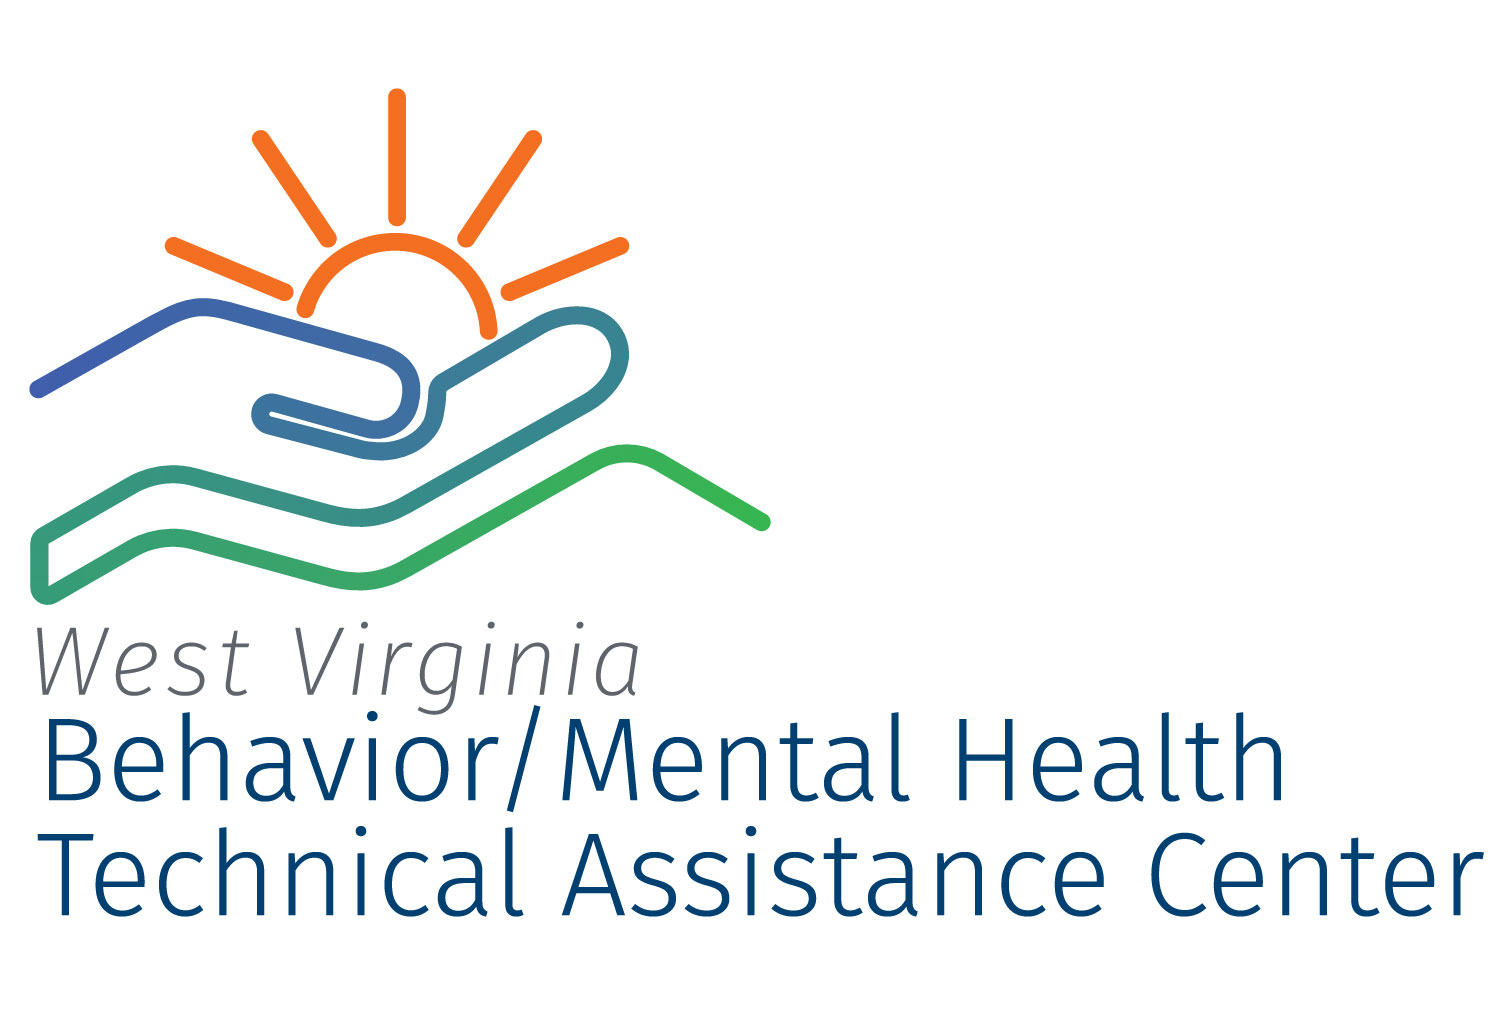 West Virginia
Behavior/Mental Health
Technical Assistance Center